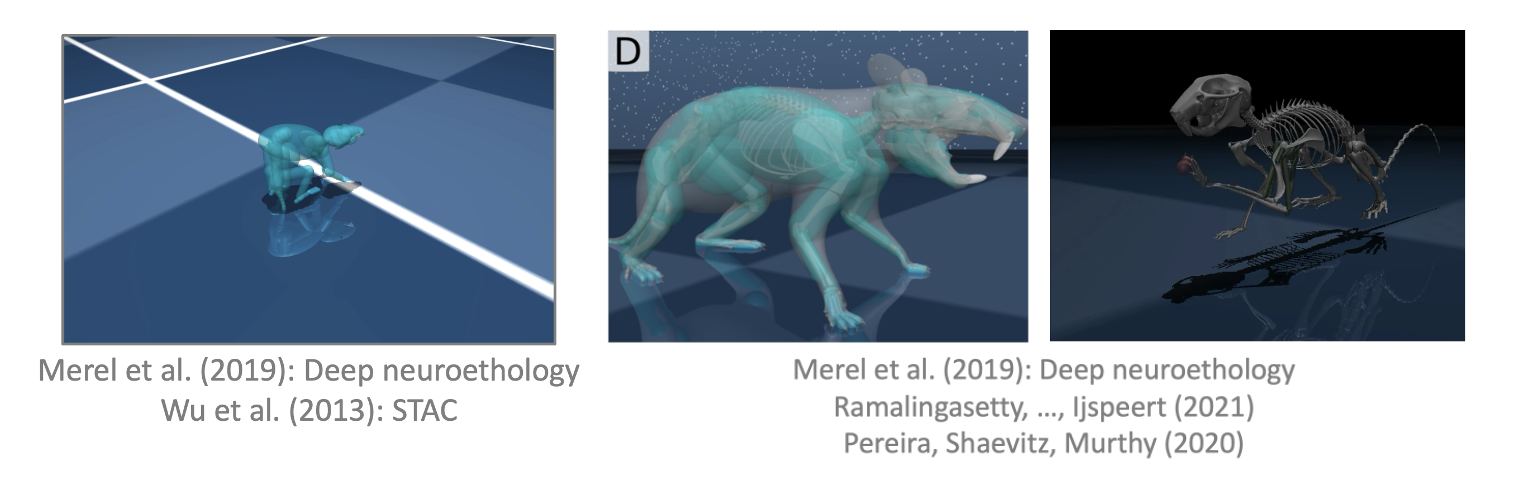 D
Merel et al. (2019): Deep neuroethology
Wu et al. (2013): STAC
Merel et al. (2019): Deep neuroethology
Ramalingasetty, ..., Ijspeert (2021)
Pereira, Shaevitz, Murthy (2020)